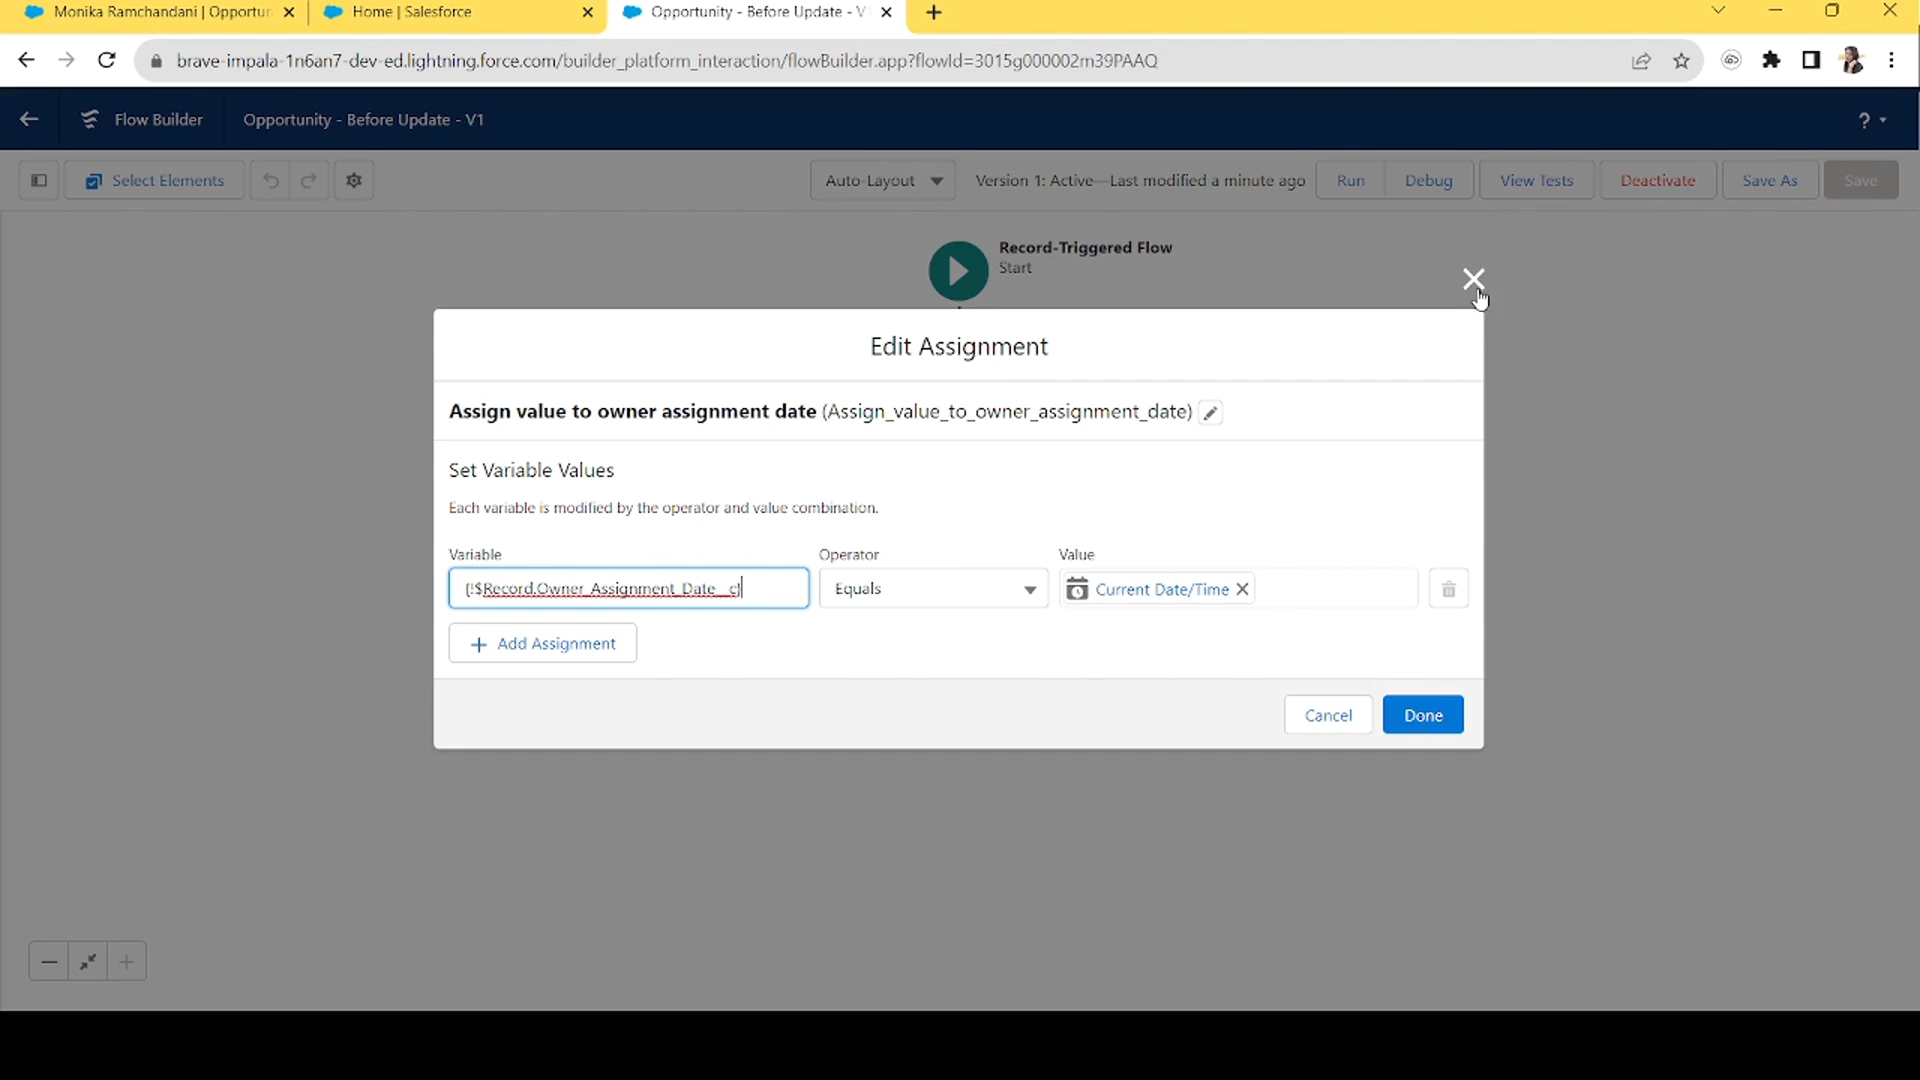 Monika Ramchandani | Opportun
Home | Salesforce
Opportunity - Before Update - V
brave-impala-1n6an7-dev-ed.lightning.force.com/builder_platform_interaction/flowBuilder.app?flowId=3015g000002m39PAAQ
Flow Builder
Opportunity - Before Update - V1
?
Select Elements
Auto-Layout
Version 1: Active—Last modified a minute ago
Run
Debug
View Tests
Deactivate
Save As
Save
Record-Triggered Flow
Start
Edit Assignment
Assign value to owner assignment date (Assign_value_to_owner_assignment_date)
Set Variable Values
Each variable is modified by the operator and value combination.
Variable
Operator
Value
{!$Record.Owner_Assignment_Date__c}
Equals
Current Date/Time
+ Add Assignment
Cancel
Done